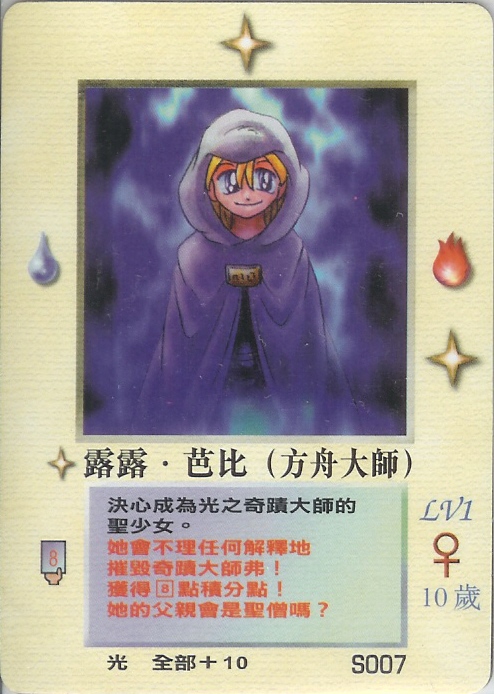 露露·芭比（方舟大師）
決心成為光之奇蹟大師的
聖少女。
她會不理任何解釋地
摧毀奇蹟大師弗！
獲得8點積分點！
她的父親會是聖僧嗎？
LV1
10歲
8
光 全部＋10
S007